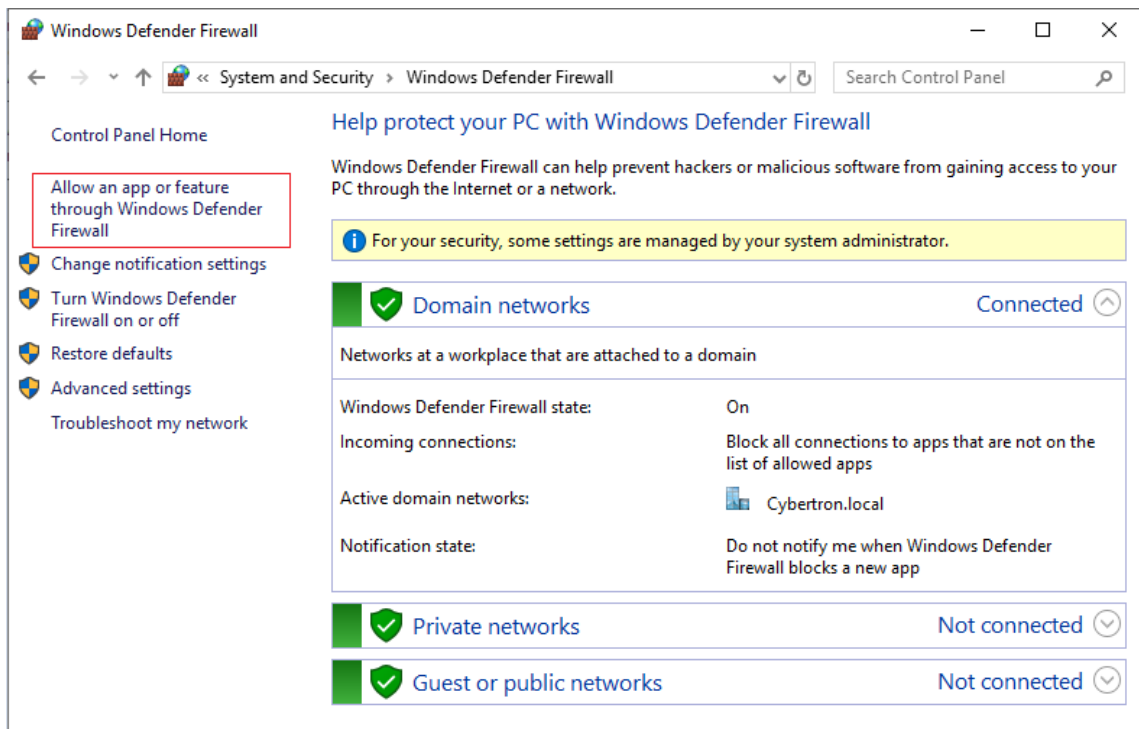 Windows Defender Firewall
« System and Security > Windows Defender Firewall
Search Control Panel
Control Panel Home
Allow an app or feature
through Windows Defender
Firewall
Change notification settings
Turn Windows Defender
Firewall on or off
Restore defaults
Advanced settings
Troubleshoot my network
Help protect your PC with Windows Defender Firewall
Windows Defender Firewall can help prevent hackers or malicious software from gaining access to your
PC through the Internet or a network.
For your security, some settings are managed by your system administrator.
Domain networks Connected
Networks at a workplace that are attached to a domain
Windows Defender Firewall state: On
Incoming connections: Block all connections to apps that are not on the
list of allowed apps
Active domain networks: Cybertron.local
Notification state: Do not notify me when Windows Defender
Firewall blocks a new app
Private networks Not connected
Guest or public networks Not connected